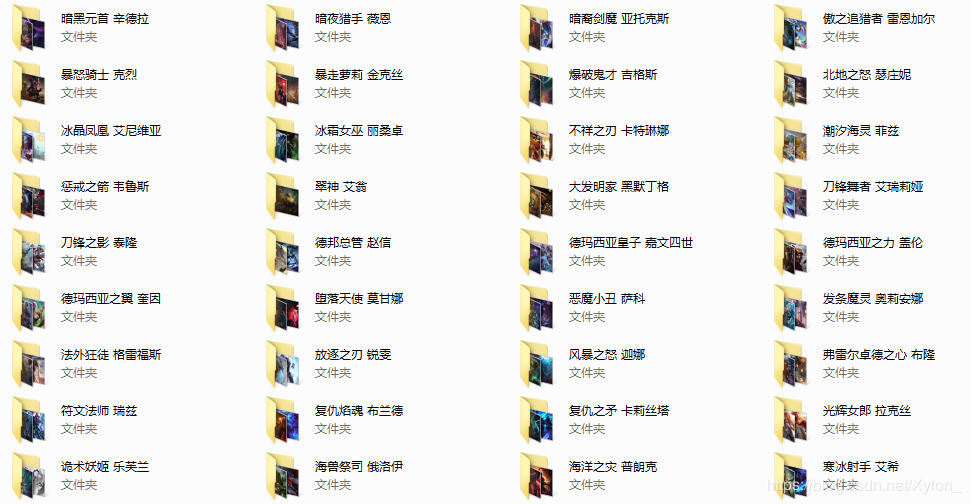 暗黑元首 辛德拉
文件夹
暗夜猎手 薇恩
文件夹
暗裔剑魔 亚托克斯
文件夹
傲之追猎者 雷恩加尔
文件夹
暴怒骑士 克烈
文件夹
暴走萝莉 金克丝
文件夹
爆破鬼才 吉格斯
文件夹
北地之怒 瑟庄妮
文件夹
冰晶凤凰 艾尼维亚
文件夹
冰霜女巫 丽桑卓
文件夹
不祥之刃 卡特琳娜
文件夹
潮汐海灵 菲兹
文件夹
惩戒之箭 韦鲁斯
文件夹
翠神 艾翁
文件夹
大发明家 黑默丁格
文件夹
刀锋舞者 艾瑞莉娅
文件夹
刀锋之影 泰隆
文件夹
德邦总管 赵信
文件夹
德玛西亚皇子 嘉文四世
文件夹
德玛西亚之力 盖伦
文件夹
德玛西亚之翼 奎因
文件夹
堕落天使 莫甘娜
文件夹
恶魔小丑 萨科
文件夹
发条魔灵 奥莉安娜
文件夹
法外狂徒 格雷福斯
文件夹
放逐之刃 锐雯
文件夹
风暴之怒 迦娜
文件夹
弗雷尔卓德之心 布隆
文件夹
符文法师 瑞兹
文件夹
复仇焰魂 布兰德
文件夹
复仇之矛 卡莉丝塔
文件夹
光辉女郎 拉克丝
文件夹
诡术妖姬 乐芙兰
文件夹
海兽祭司 俄洛伊
文件夹
海洋之灾 普朗克
文件夹
寒冰射手 艾希
文件夹
https://blog.csdn.net/Xylon_